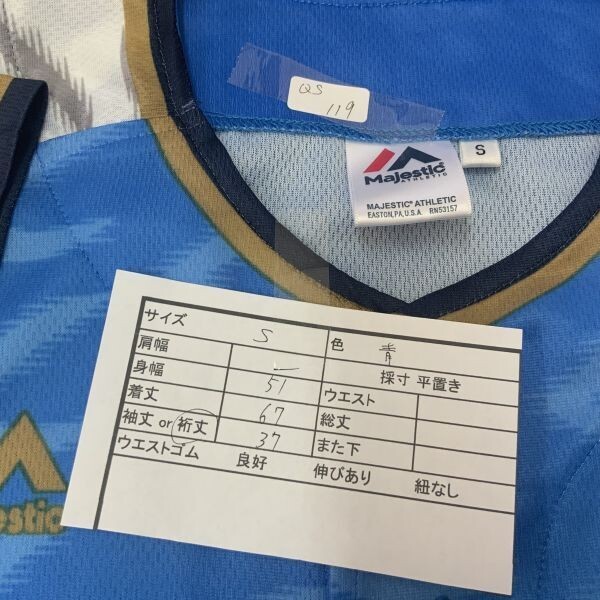 QS
119
Majestic
ATHLETIC
S
MAJESTIC® ATHLETIC
EASTON, PA, U.S.A. RN53157
サイズ S 色 青
肩幅 — 採寸 平置き
身幅 51 ウエスト
着丈 67 総丈
袖丈 or 裄丈 37 また下
ウエストゴム 良好 伸びあり 紐なし
estic